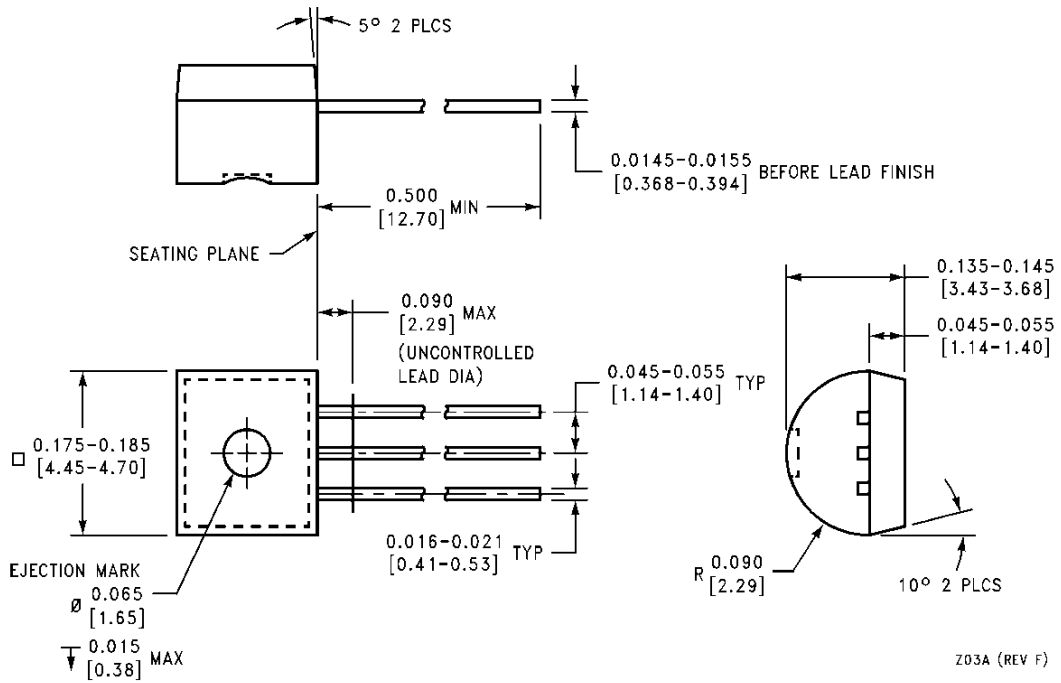 5° 2 PLCS
0.0145-0.0155
[0.368-0.394]
BEFORE LEAD FINISH
0.500
[12.70]
MIN
SEATING PLANE
0.090
[2.29]
MAX
(UNCONTROLLED
LEAD DIA)
0.135-0.145
[3.43-3.68]
0.045-0.055
[1.14-1.40]
0.045-0.055
[1.14-1.40]
TYP
□ 0.175-0.185
[4.45-4.70]
0.016-0.021
[0.41-0.53]
TYP
R 0.090
[2.29]
10° 2 PLCS
EJECTION MARK
Ø 0.065
[1.65]
0.015
[0.38]
MAX
Z03A (REV F)